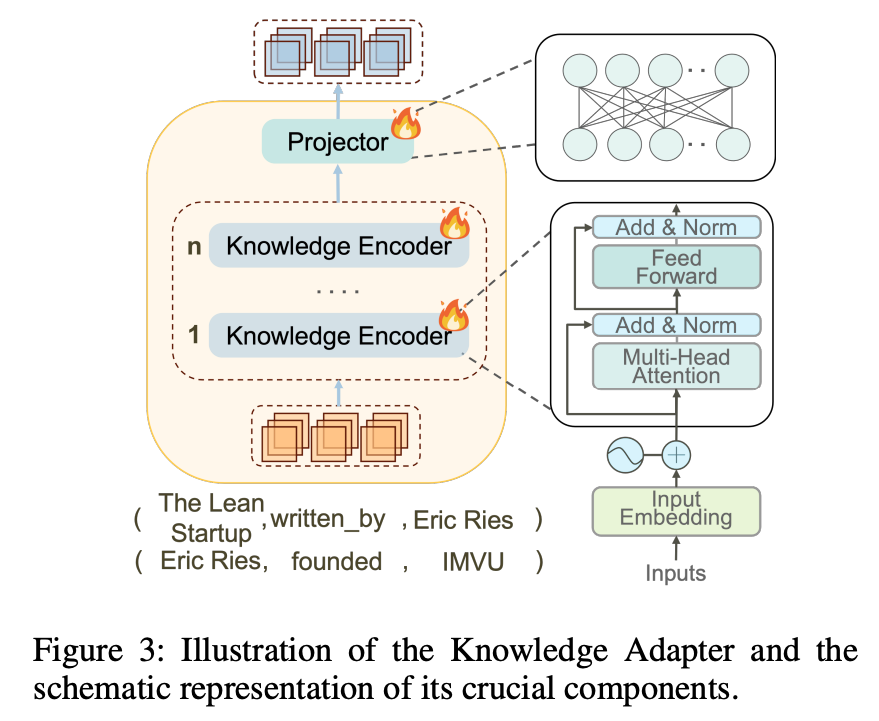 Projector
n Knowledge Encoder
. . . .
1 Knowledge Encoder
( The Lean Startup , written_by , Eric Ries )
( Eric Ries, founded , IMVU )
. .
. .
Add & Norm
Feed
Forward
Add & Norm
Multi-Head
Attention
+
Input
Embedding
Inputs
Figure 3: Illustration of the Knowledge Adapter and the
schematic representation of its crucial components.